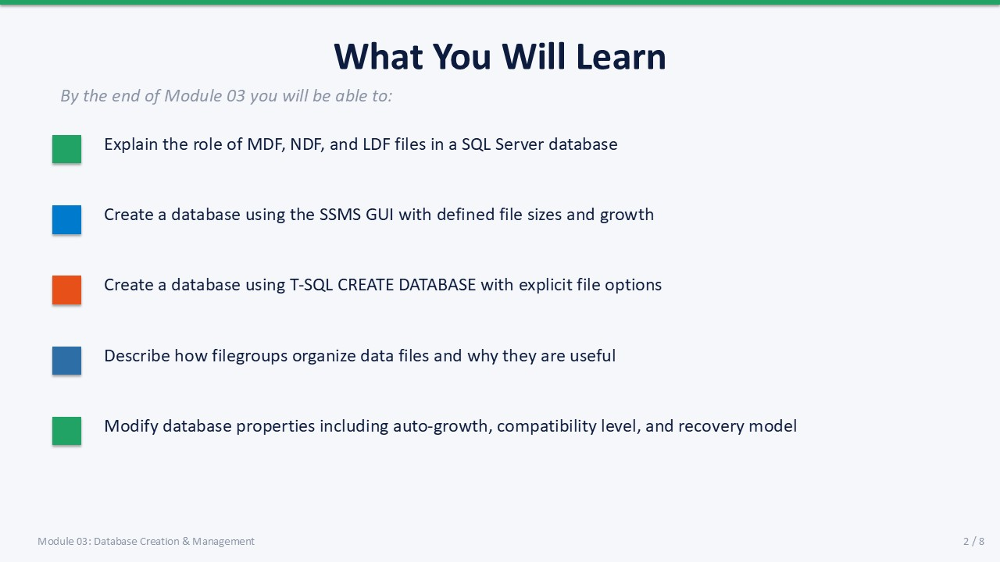 What You Will Learn
By the end of Module 03 you will be able to:
Explain the role of MDF, NDF, and LDF files in a SQL Server database
Create a database using the SSMS GUI with defined file sizes and growth
Create a database using T-SQL CREATE DATABASE with explicit file options
Describe how filegroups organize data files and why they are useful
Modify database properties including auto-growth, compatibility level, and recovery model
Module 03: Database Creation & Management
2 / 8